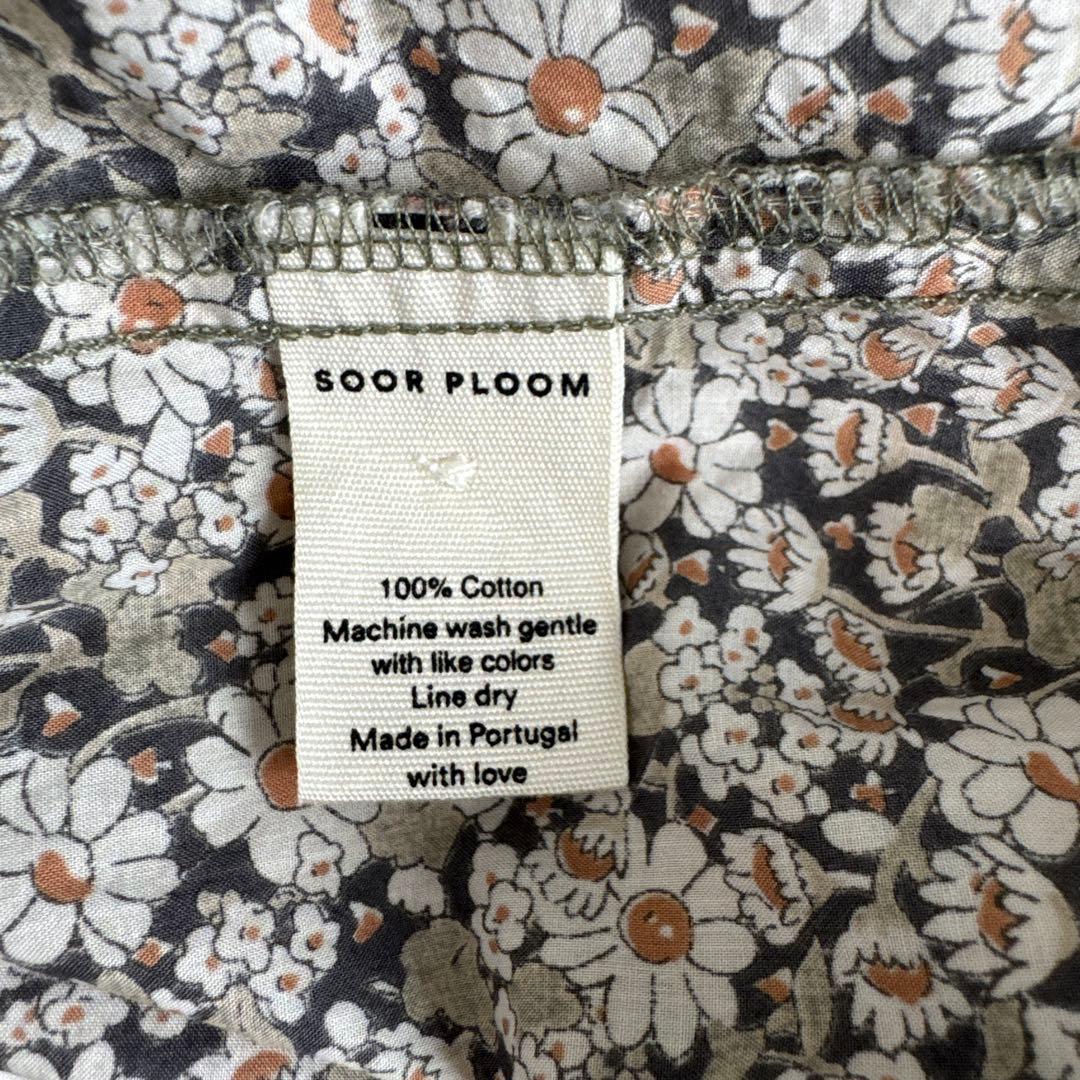 SOOR PLOOM
100% Cotton
Machine wash gentle
with like colors
Line dry
Made in Portugal
with love